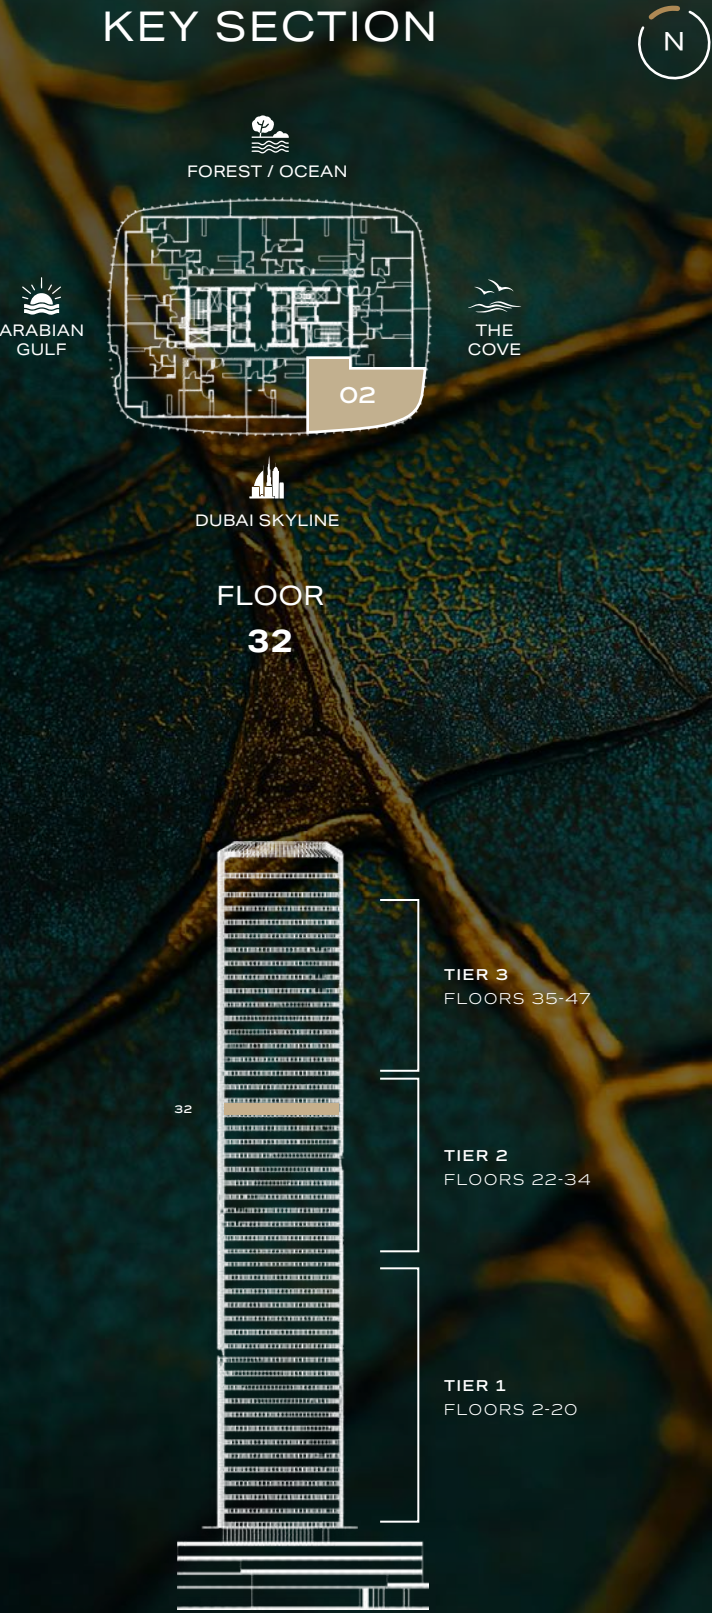 KEY SECTION
N
FOREST / OCEAN
ARABIAN
GULF
THE
COVE
02
DUBAI SKYLINE
FLOOR
32
TIER 3
FLOORS 35-47
32
TIER 2
FLOORS 22-34
TIER 1
FLOORS 2-20